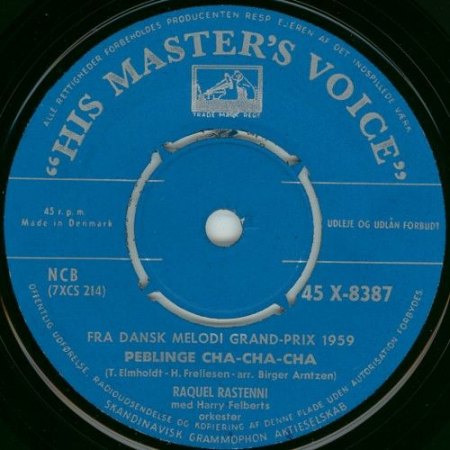 ALLE RETTIGHEDER FORBEHOLDES PRODUCENTEN RESP EJEREN AF DET INDSPILLEDE VÆRK
"HIS MASTER'S VOICE"
TRADE MARK REGD
45 r.p.m.
Made in Denmark
UDLEJE OG UDLÅN FORBUDT
NCB
(7XCS 214)
45 X-8387
FRA DANSK MELODI GRAND-PRIX 1959
PEBLINGE CHA-CHA-CHA
(T. Elmholdt - H. Frellesen - arr. Birger Arntzen)
RAQUEL RASTENNI
med Harry Felberts
orkester
OFFENTLIG UDFØRELSE, RADIOUDSENDELSE OG KOPIERING AF DENNE PLADE UDEN AUTORISATION FORBYDES
SKANDINAVISK GRAMMOPHON AKTIESELSKAB